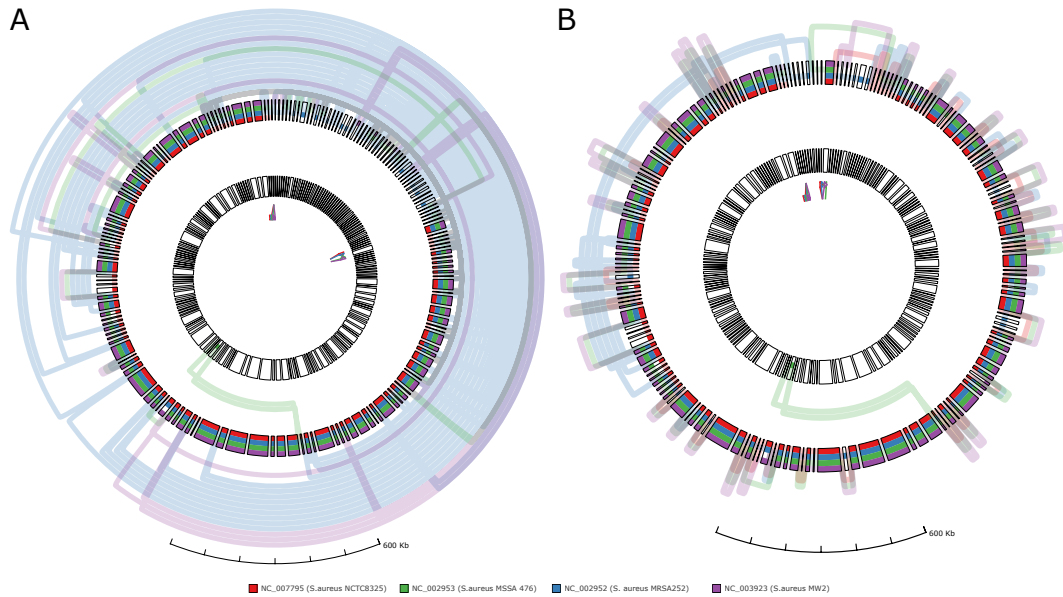 A
B
600 Kb
600 Kb
NC_007795 (S.aureus NCTC8325) NC_002953 (S.aureus MSSA 476) NC_002952 (S. aureus MRSA252) NC_003923 (S.aureus MW2)